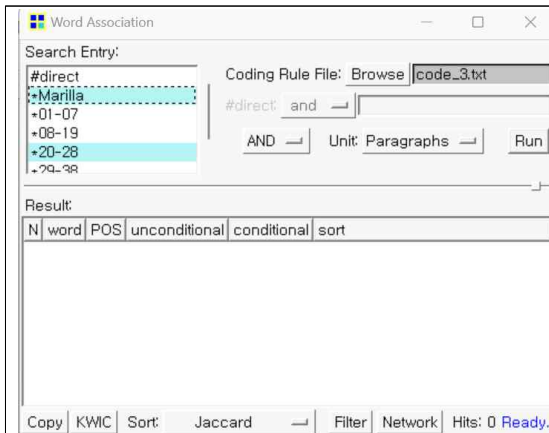 Word Association
Search Entry:
#direct
*Marilla
*01-07
*08-19
*20-28
*29-38
Coding Rule File: Browse code_3.txt
#direct: and
AND Unit: Paragraphs Run
Result:
N word POS unconditional conditional sort
Copy KWIC Sort: Jaccard Filter Network Hits: 0 Ready.